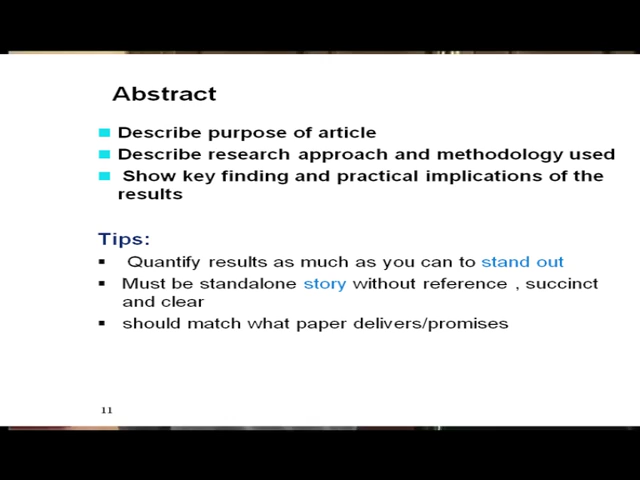 Abstract
Describe purpose of article
Describe research approach and methodology used
Show key finding and practical implications of the
results
Tips:
Quantify results as much as you can to stand out
Must be standalone story without reference , succinct
and clear
should match what paper delivers/promises
11